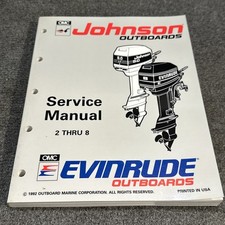 OMC
Johnson
OUTBOARDS
Service
Manual
2 THRU 8
OMC
EVINRUDE
OUTBOARDS
© 1992 OUTBOARD MARINE CORPORATION. ALL RIGHTS RESERVED.
PRINTED IN USA